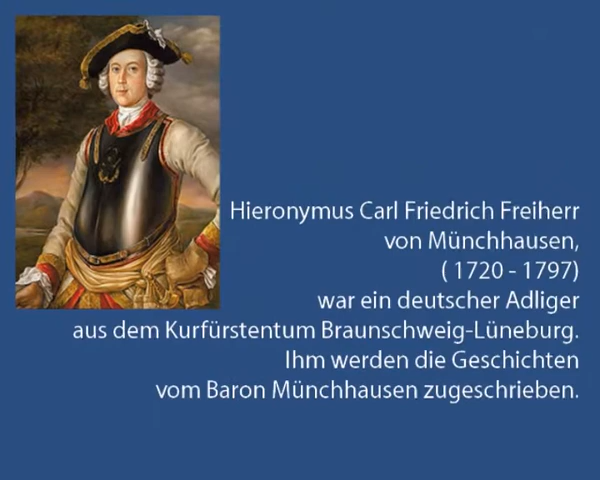 Hieronymus Carl Friedrich Freiherr
von Münchhausen,
( 1720 - 1797)
war ein deutscher Adliger
aus dem Kurfürstentum Braunschweig-Lüneburg.
Ihm werden die Geschichten
vom Baron Münchhausen zugeschrieben.